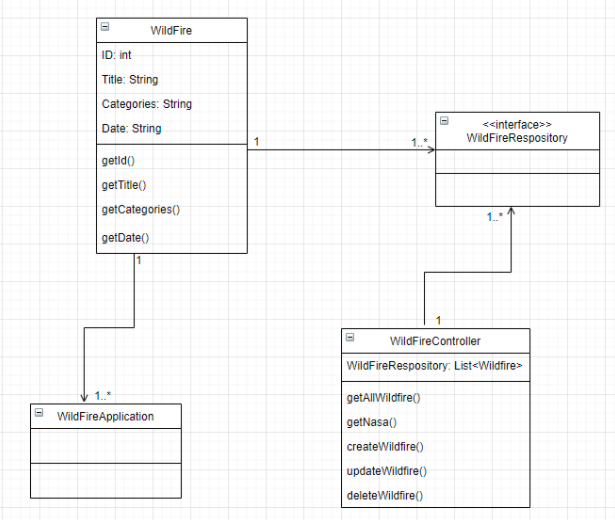 WildFire
ID: int
Title: String
Categories: String
Date: String
getId()
getTitle()
getCategories()
getDate()
1
1..*
<<interface>>
WildFireRespository
1..*
1
1
1..*
WildFireApplication
WildFireController
WildFireRespository: List<Wildfire>
getAllWildfire()
getNasa()
createWildfire()
updateWildfire()
deleteWildfire()